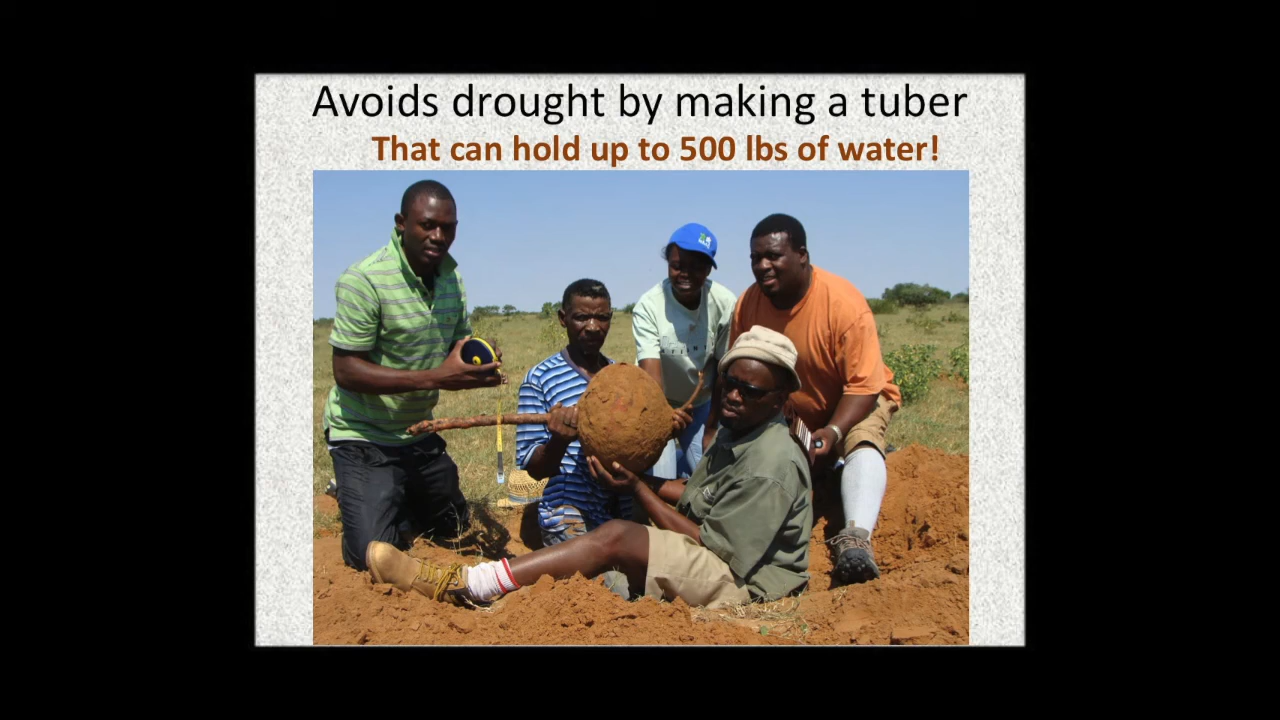 Avoids drought by making a tuber
That can hold up to 500 lbs of water!